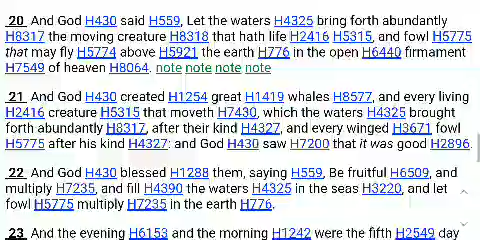 20 And God H430 said H559, Let the waters H4325 bring forth abundantly
H8317 the moving creature H8318 that hath life H2416 H5315, and fowl H5775
that may fly H5774 above H5921 the earth H776 in the open H6440 firmament
H7549 of heaven H8064. note note note note
21 And God H430 created H1254 great H1419 whales H8577, and every living
H2416 creature H5315 that moveth H7430, which the waters H4325 brought
forth abundantly H8317, after their kind H4327, and every winged H3671 fowl
H5775 after his kind H4327: and God H430 saw H7200 that it was good H2896.
22 And God H430 blessed H1288 them, saying H559, Be fruitful H6509, and
multiply H7235, and fill H4390 the waters H4325 in the seas H3220, and let
fowl H5775 multiply H7235 in the earth H776.
23 And the evening H6153 and the morning H1242 were the fifth H2549 day